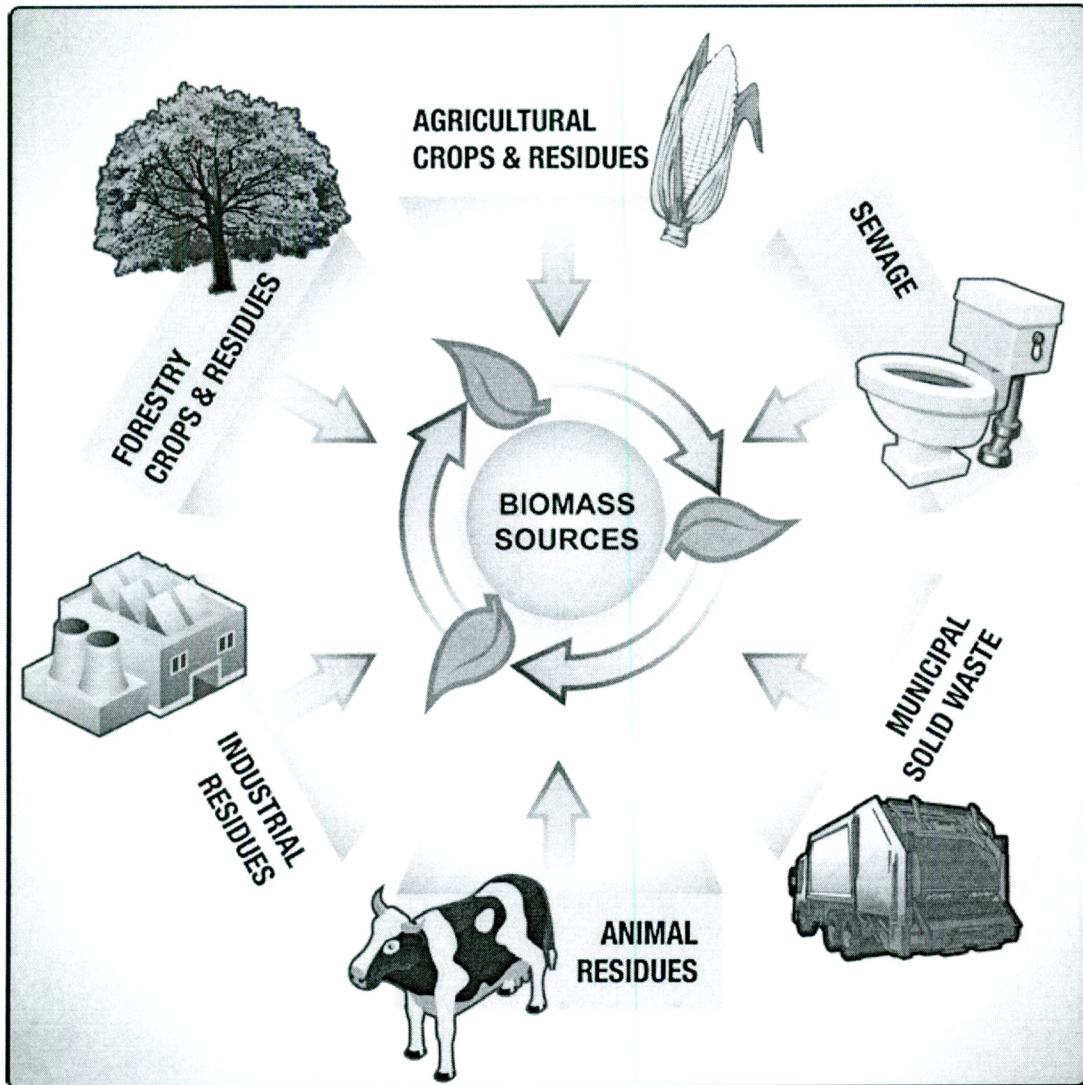 AGRICULTURAL
CROPS & RESIDUES
SEWAGE
FORESTRY
CROPS & RESIDUES
BIOMASS
SOURCES
MUNICIPAL
SOLID WASTE
INDUSTRIAL
RESIDUES
ANIMAL
RESIDUES